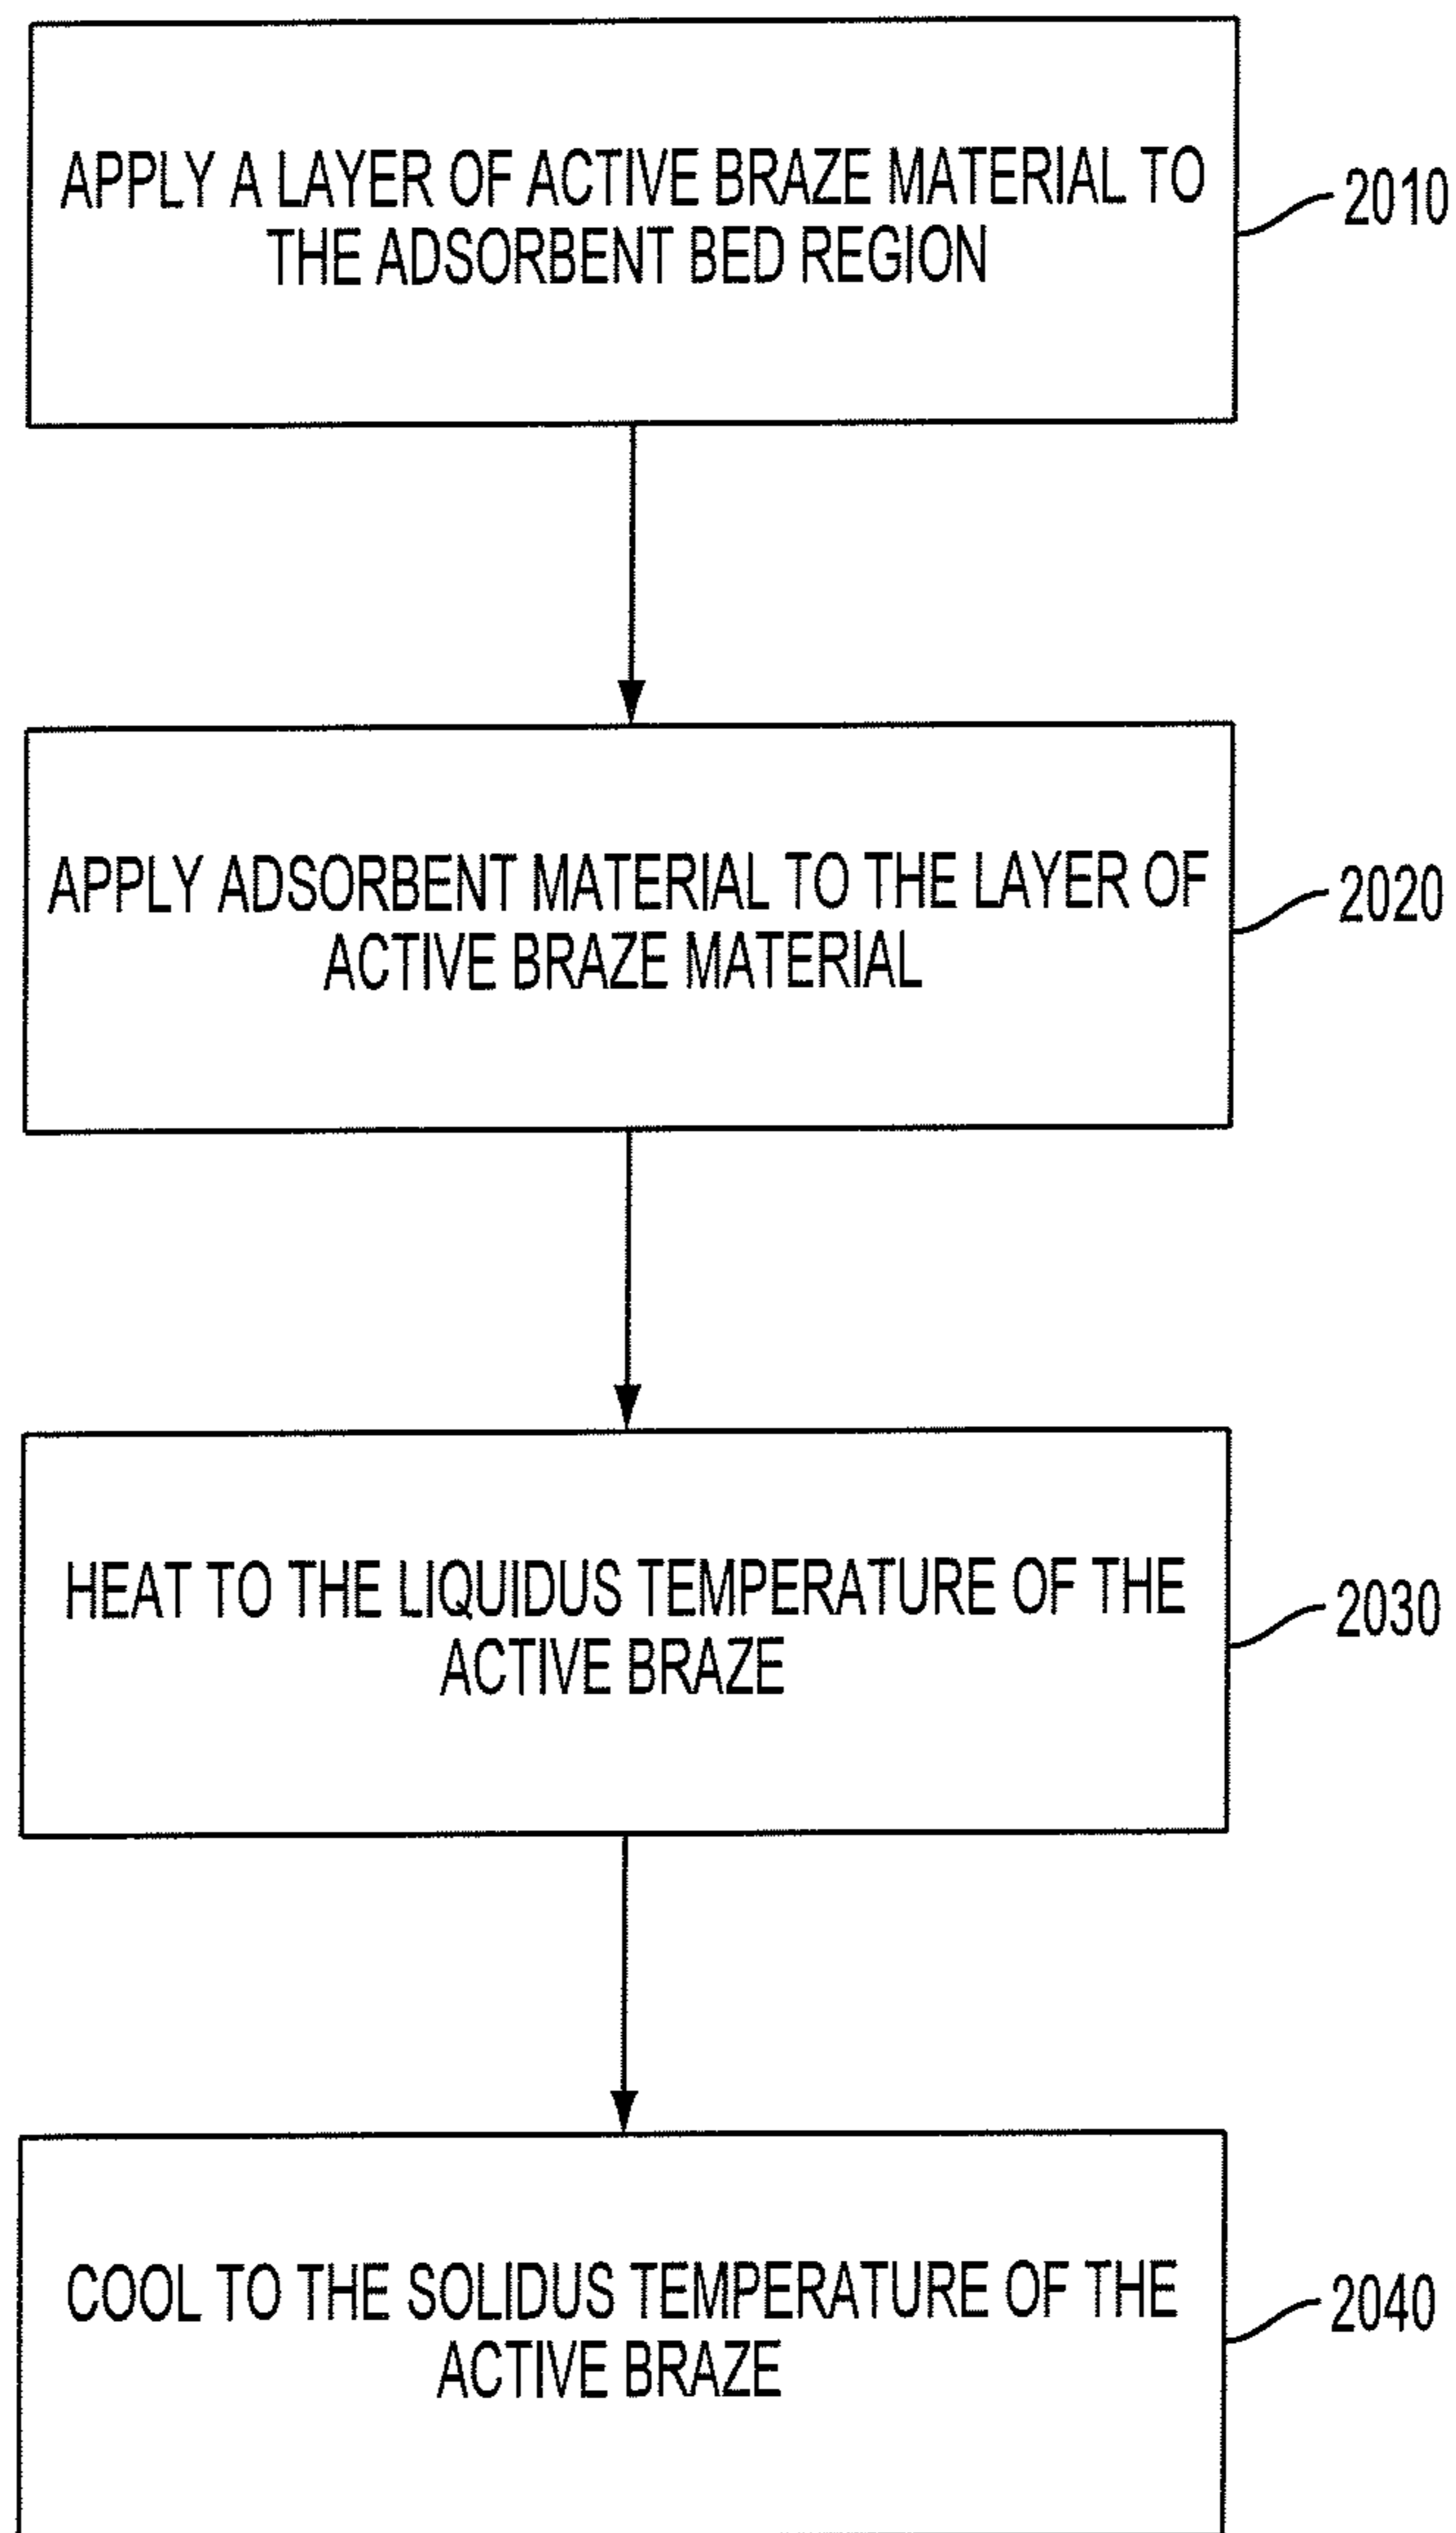 APPLY A LAYER OF ACTIVE BRAZE MATERIAL TO
THE ADSORBENT BED REGION
2010
APPLY ADSORBENT MATERIAL TO THE LAYER OF
ACTIVE BRAZE MATERIAL
2020
HEAT TO THE LIQUIDUS TEMPERATURE OF THE
ACTIVE BRAZE
2030
COOL TO THE SOLIDUS TEMPERATURE OF THE
ACTIVE BRAZE
2040